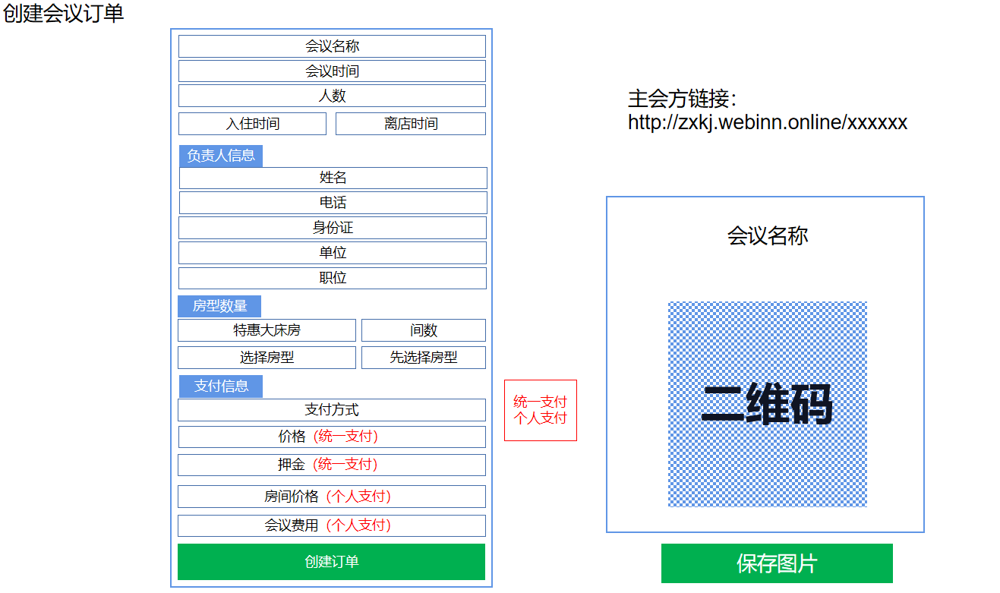 创建会议订单
会议名称
会议时间
人数
入住时间
离店时间
负责人信息
姓名
电话
身份证
单位
职位
房型数量
特惠大床房
间数
选择房型
先选择房型
支付信息
支付方式
价格（统一支付）
押金（统一支付）
房间价格（个人支付）
会议费用（个人支付）
创建订单
统一支付
个人支付
主会方链接：
http://zxkj.webinn.online/xxxxxx
会议名称
二维码
保存图片